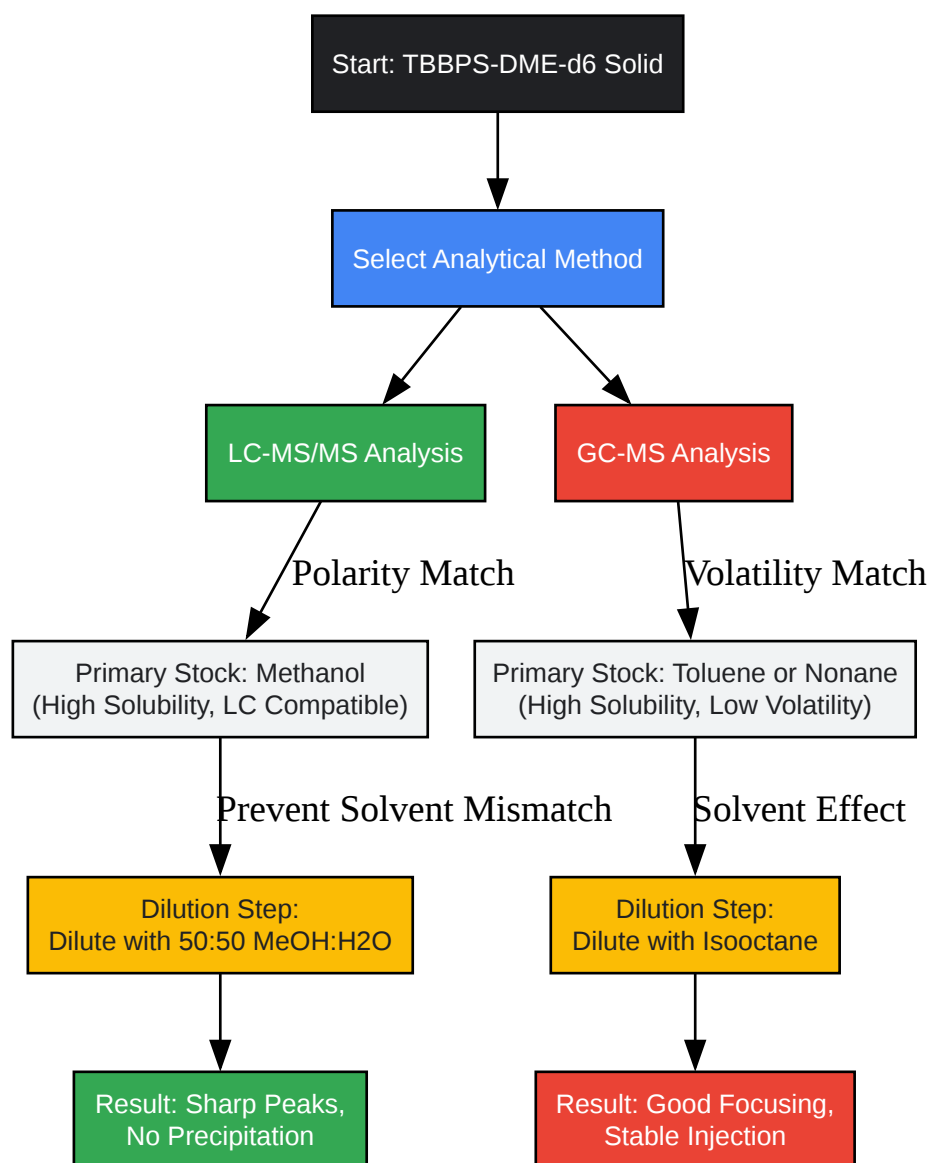 Start: TBBPS-DME-d6 Solid
Select Analytical Method
LC-MS/MS Analysis
GC-MS Analysis
Polarity Match
Volatility Match
Primary Stock: Methanol
(High Solubility, LC Compatible)
Primary Stock: Toluene or Nonane
(High Solubility, Low Volatility)
Prevent Solvent Mismatch
Solvent Effect
Dilution Step:
Dilute with 50:50 MeOH:H2O
Dilution Step:
Dilute with Isooctane
Result: Sharp Peaks,
No Precipitation
Result: Good Focusing,
Stable Injection